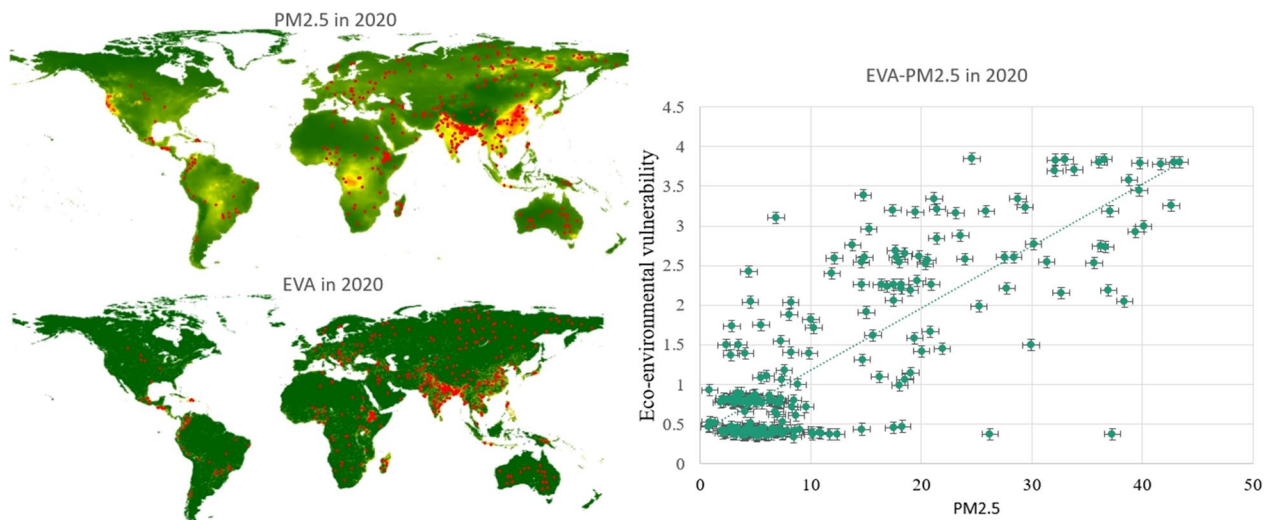 PM2.5 in 2020
EVA in 2020
EVA-PM2.5 in 2020
Eco-environmental vulnerability
4.5
4
3.5
3
2.5
2
1.5
1
0.5
0
0 10 20 30 40 50
PM2.5